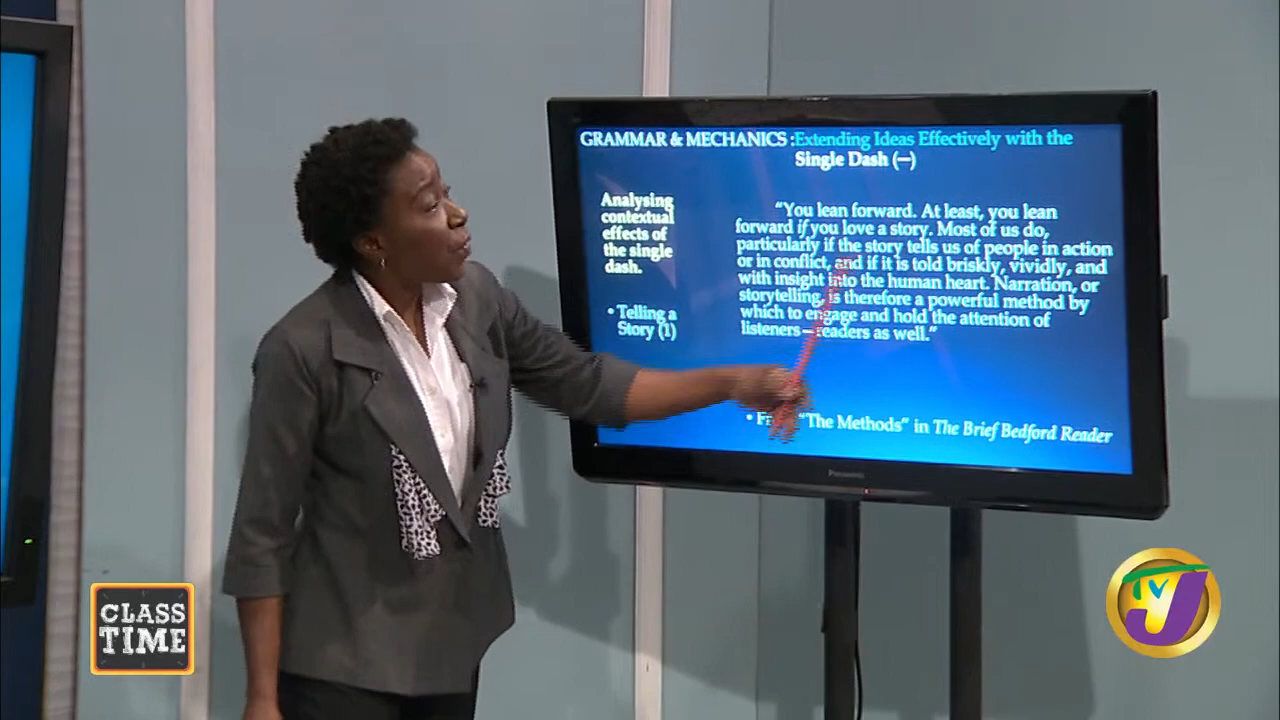 GRAMMAR & MECHANICS :Extending Ideas Effectively with the
Single Dash (—)
Analysing
contextual
effects of
the single
dash.
• Telling a
Story (1)
“You lean forward. At least, you lean
forward if you love a story. Most of us do,
particularly if the story tells us of people in action
or in conflict, and if it is told briskly, vividly, and
with insight into the human heart. Narration, or
storytelling, is therefore a powerful method by
which to engage and hold the attention of
listeners—readers as well.”
• “The Methods” in The Brief Bedford Reader
Panasonic
CLASS
TIME
TVJ